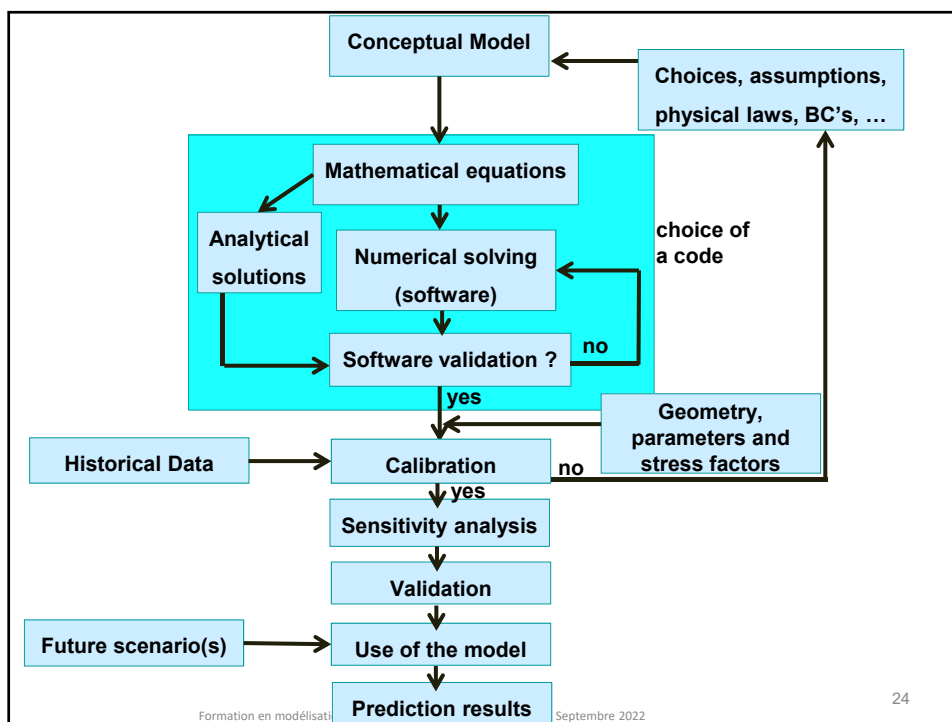 Conceptual Model
Choices, assumptions,
physical laws, BC's, ...
Mathematical equations
Analytical
solutions
Numerical solving
(software)
choice of
a code
Software validation ?
no
yes
Geometry,
parameters and
stress factors
Historical Data
Calibration
no
yes
Sensitivity analysis
Validation
Future scenario(s)
Use of the model
Prediction results
Formation en
Septembre 2022
24